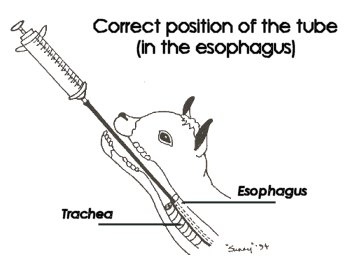 Correct position of the tube
(in the esophagus)
Esophagus
Trachea
"Sunny"-94